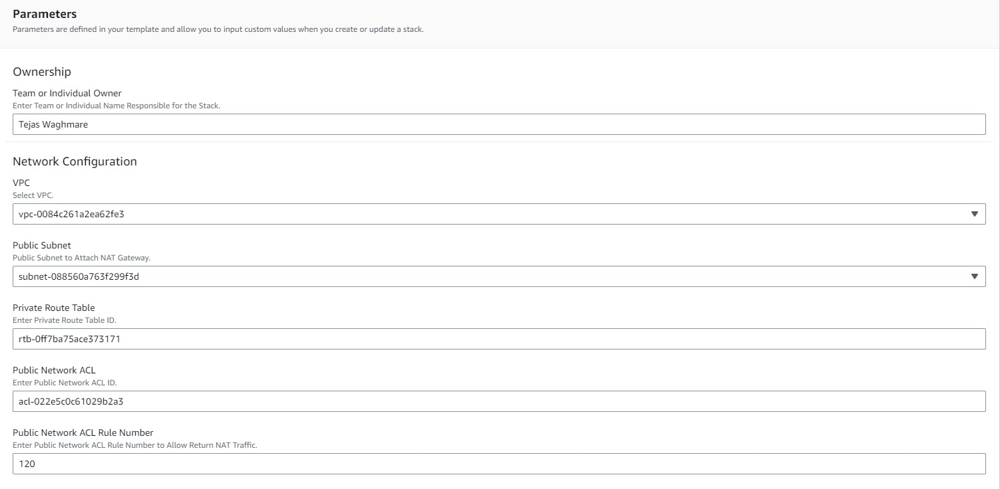 Parameters
Parameters are defined in your template and allow you to input custom values when you create or update a stack.
Ownership
Team or Individual Owner
Enter Team or Individual Name Responsible for the Stack.
Tejas Waghmare
Network Configuration
VPC
Select VPC.
vpc-0084c261a2ea62fe3
Public Subnet
Public Subnet to Attach NAT Gateway.
subnet-088560a763f299f3d
Private Route Table
Enter Private Route Table ID.
rtb-0ff7ba75ace373171
Public Network ACL
Enter Public Network ACL ID.
acl-022e5c0c61029b2a3
Public Network ACL Rule Number
Enter Public Network ACL Rule Number to Allow Return NAT Traffic.
120